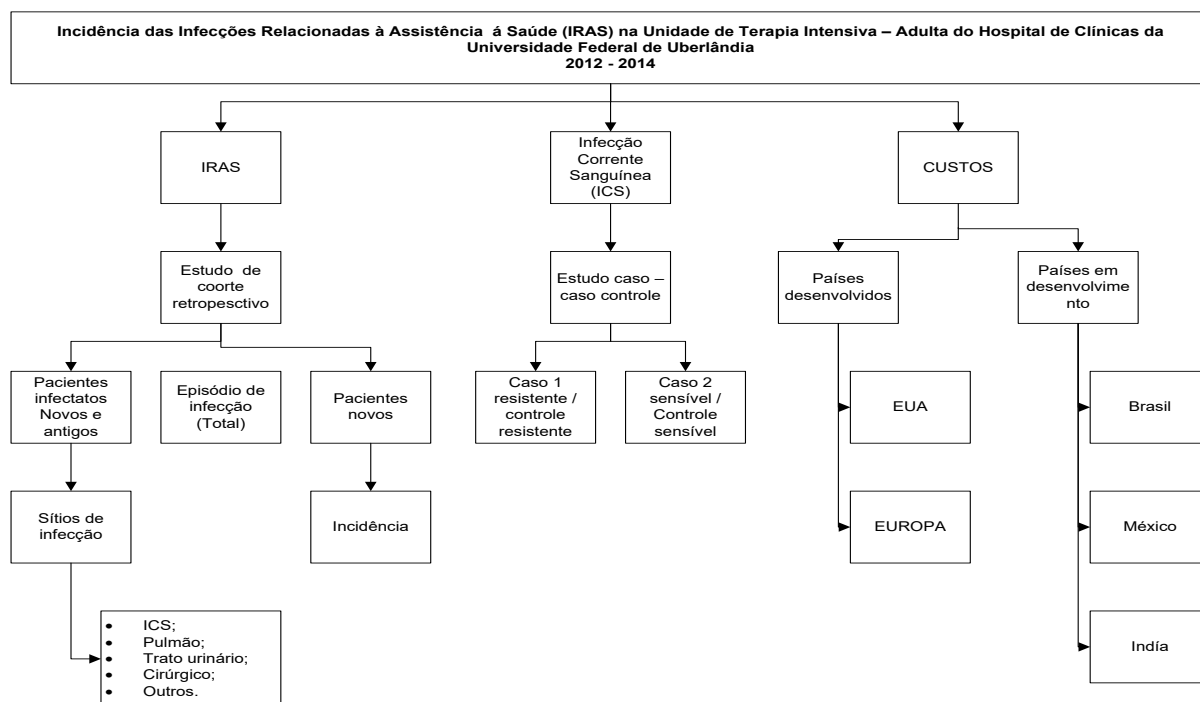 Incidência das Infecções Relacionadas à Assistência á Saúde (IRAS) na Unidade de Terapia Intensiva – Adulta do Hospital de Clínicas da
Universidade Federal de Uberlândia
2012 - 2014
IRAS
Infecção
Corrente
Sanguínea
(ICS)
CUSTOS
Estudo de
coorte
retropesctivo
Estudo caso –
caso controle
Países
desenvolvidos
Países em
desenvolvime
nto
Pacientes
infectatos
Novos e
antigos
Episódio de
infecção
(Total)
Pacientes
novos
Caso 1
resistente /
controle
resistente
Caso 2
sensível /
Controle
sensível
EUA
Brasil
Sítios de
infecção
Incidência
EUROPA
México
• ICS;
• Pulmão;
• Trato urinário;
• Cirúrgico;
• Outros.
Indía